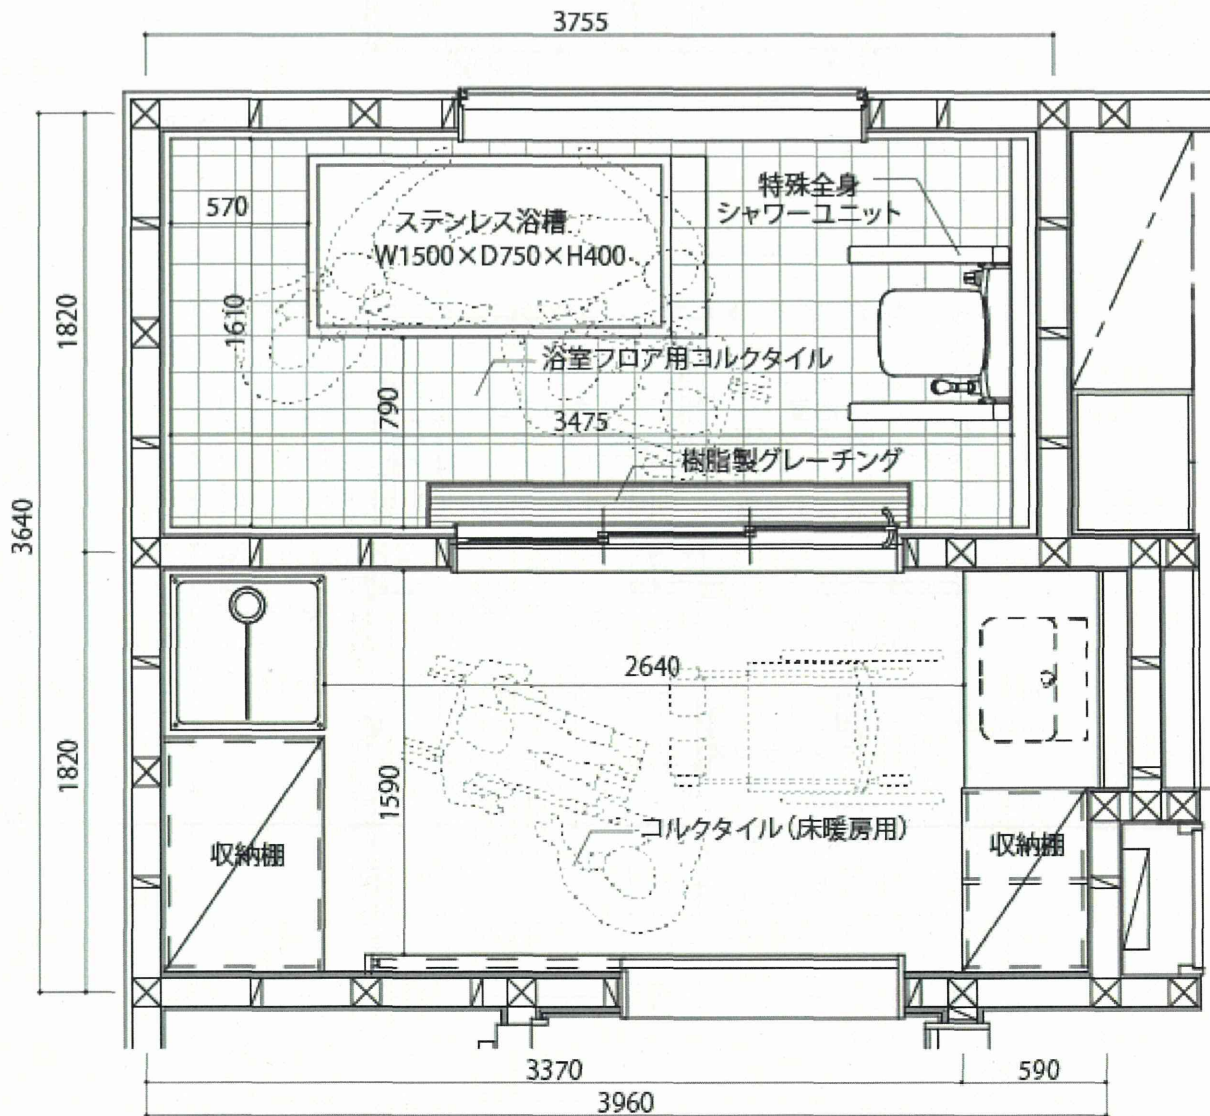 3755
570
ステンレス浴槽
W1500×D750×H400
特殊全身
シャワーユニット
1820
1610
浴室フロア用コルクタイル
790
3475
樹脂製グレーチング
3640
2640
1820
1590
コルクタイル（床暖房用）
収納棚
収納棚
3370
590
3960